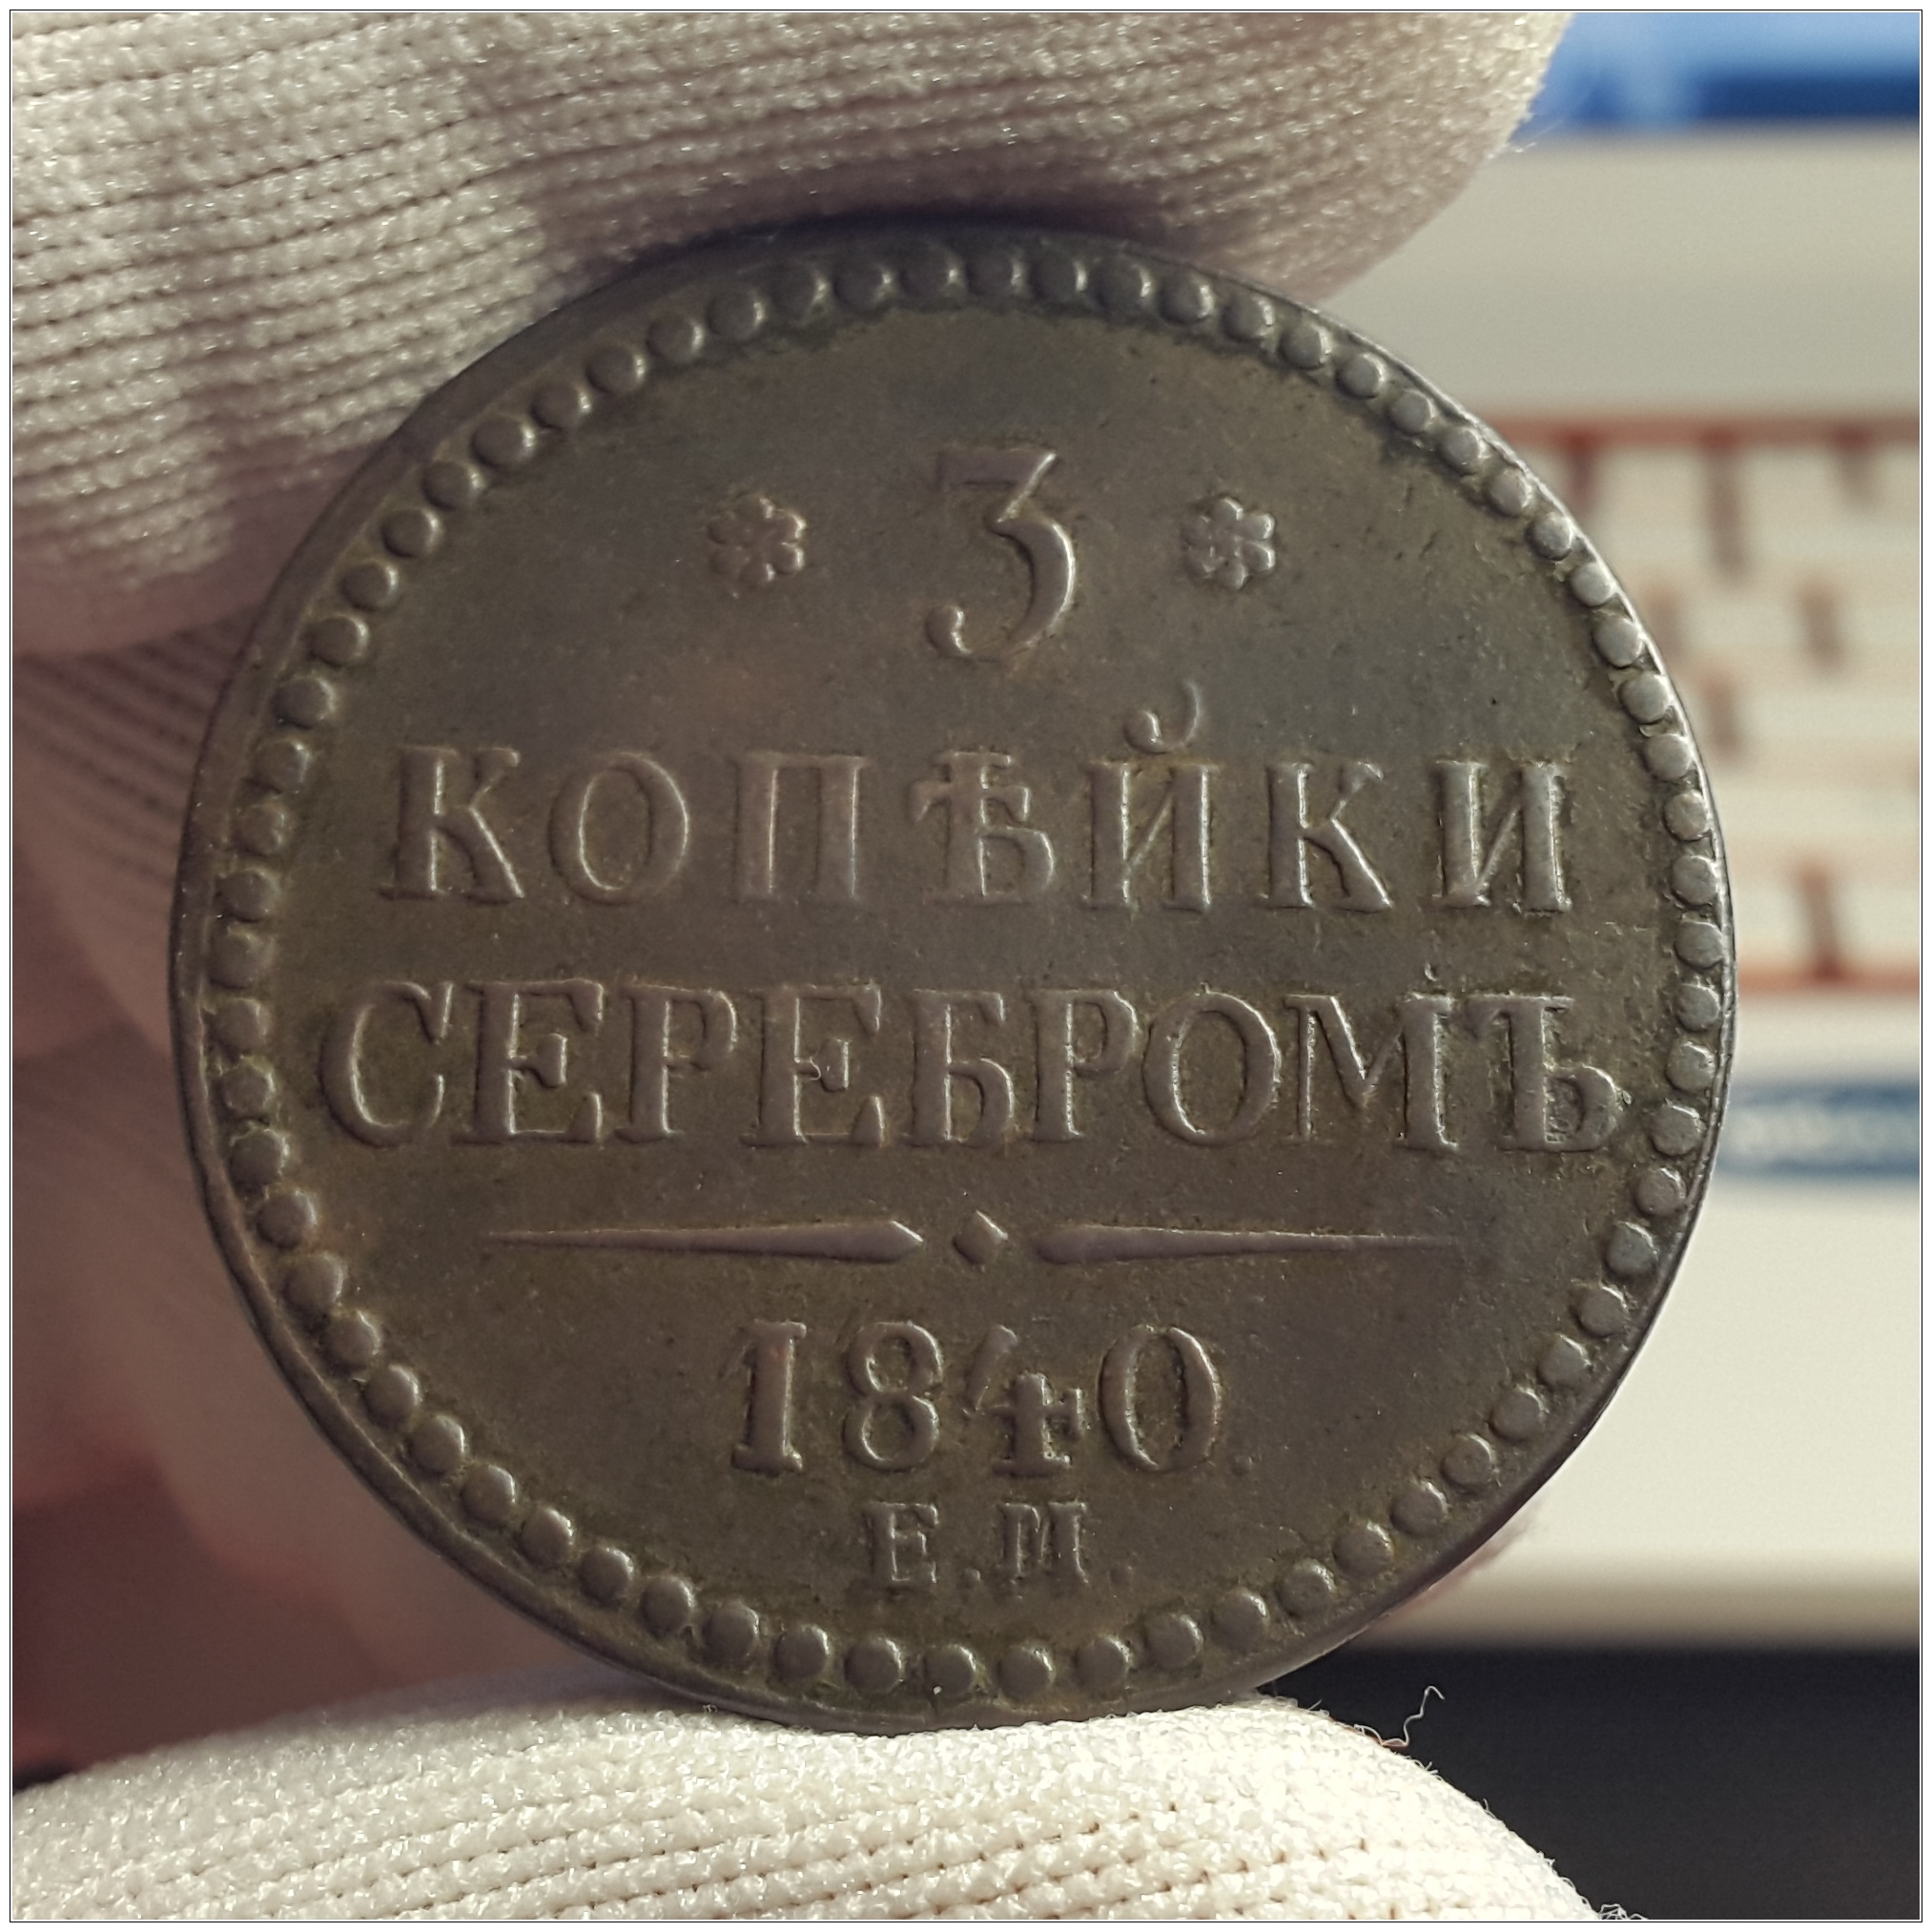 * 3 *
КОПѢЙКИ
СЕРЕБРОМЪ
1840.
Е.М.